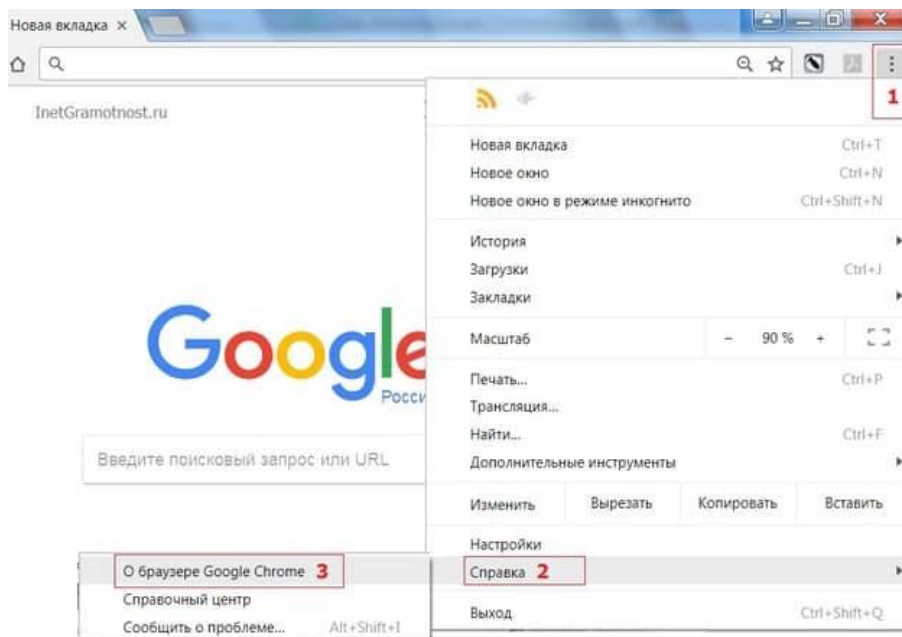 Новая вкладка ×
1
InetGramotnost.ru
Новая вкладка Ctrl+T
Новое окно Ctrl+N
Новое окно в режиме инкогнито Ctrl+Shift+N
История
Загрузки Ctrl+J
Закладки
Масштаб − 90 % +
Google
Печать... Ctrl+P
Росси
Трансляция...
Найти... Ctrl+F
Введите поисковый запрос или URL
Дополнительные инструменты
Изменить Вырезать Копировать Вставить
Настройки
О браузере Google Chrome 3
Справка 2
Справочный центр
Выход Ctrl+Shift+Q
Сообщить о проблеме... Alt+Shift+I